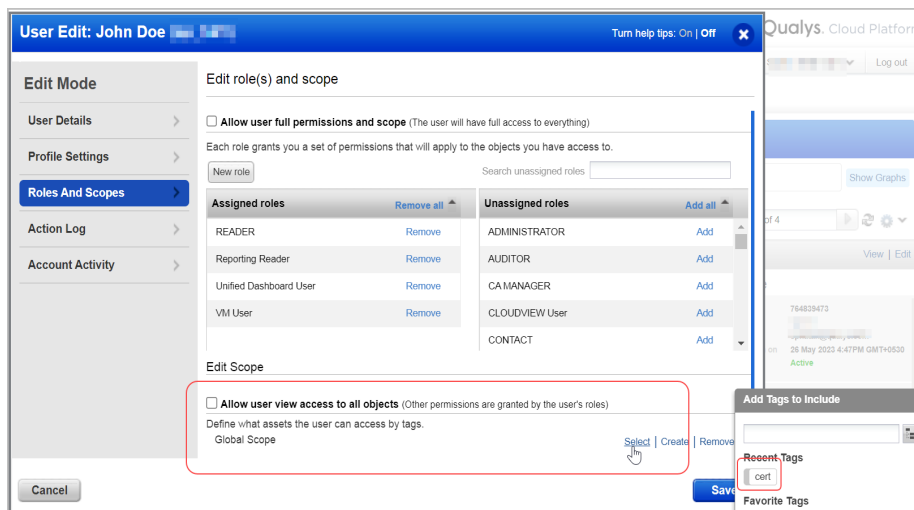 User Edit: John Doe
Turn help tips: On | Off
Qualys. Cloud Platform
Log out
Edit Mode
User Details
Profile Settings
Roles And Scopes
Action Log
Account Activity
Edit role(s) and scope
Allow user full permissions and scope (The user will have full access to everything)
Each role grants you a set of permissions that will apply to the objects you have access to.
New role
Search unassigned roles
Assigned roles Remove all
Unassigned roles Add all
READER Remove
ADMINISTRATOR Add
Reporting Reader Remove
AUDITOR Add
Unified Dashboard User Remove
CA MANAGER Add
VM User Remove
CLOUDVIEW User Add
CONTACT Add
Edit Scope
Allow user view access to all objects (Other permissions are granted by the user's roles)
Define what assets the user can access by tags.
Global Scope
Select | Create | Remove
Cancel
Save
Show Graphs
of 4
View | Edit
764839473
on 26 May 2023 4:47PM GMT+0530
Active
Add Tags to Include
Recent Tags
cert
Favorite Tags